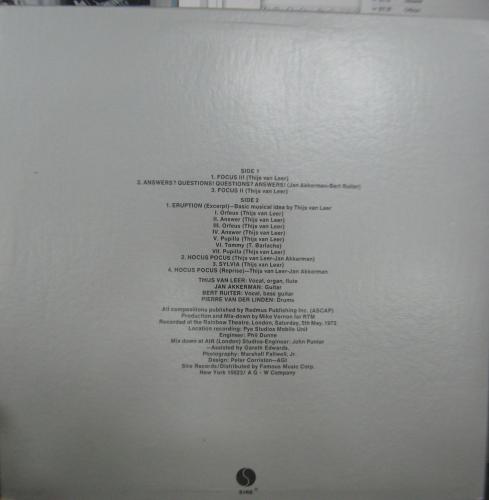 SIDE 1
1. FOCUS III (Thijs van Leer)
2. ANSWERS? QUESTIONS! QUESTIONS? ANSWERS! (Jan Akkerman-Bert Ruiter)
3. FOCUS II (Thijs van Leer)
SIDE 2
1. ERUPTION (Excerpt)—Basic musical idea by Thijs van Leer
I. Orfeus (Thijs van Leer)
II. Answer (Thijs van Leer)
III. Orfeus (Thijs van Leer)
IV. Answer (Thijs van Leer)
V. Pupilla (Thijs van Leer)
VI. Tommy (T. Barlache)
VII. Pupilla (Thijs van Leer)
2. HOCUS POCUS (Thijs van Leer-Jan Akkerman)
3. SYLVIA (Thijs van Leer)
4. HOCUS POCUS (Reprise)—Thijs van Leer-Jan Akkerman
THIJS VAN LEER: Vocal, organ, flute
JAN AKKERMAN: Guitar
BERT RUITER: Vocal, bass guitar
PIERRE VAN DER LINDEN: Drums
All compositions published by Radmus Publishing Inc. (ASCAP)
Production and Mix-down by Mike Vernon for RTM
Recorded at the Rainbow Theatre, London, Saturday, 5th May, 1973
Location recording: Pye Studios Mobile Unit
Engineer: Phil Dunne
Mix down at AIR (London) Studios-Engineer: John Punter
—Assisted by Gareth Edwards.
Photography: Marshall Fallwell, Jr.
Design: Peter Corriston—AGI
Sire Records/Distributed by Famous Music Corp.
New York 10023/ A G + W Company
SIRE